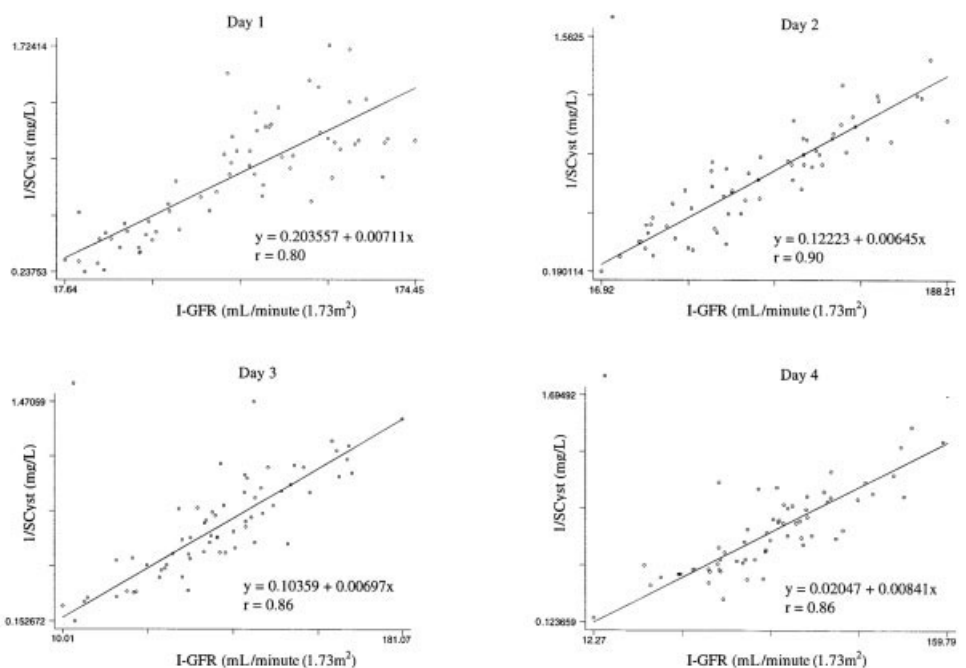 Day 1
1.72414
1/SCyst (mg/L)
y = 0.203557 + 0.00711x
r = 0.80
0.23753
17.64
174.45
I-GFR (mL/minute (1.73m²)
Day 2
1.5825
1/SCyst (mg/L)
y = 0.12223 + 0.00645x
r = 0.90
0.190114
16.92
188.21
I-GFR (mL/minute (1.73m²)
Day 3
1.47059
1/SCyst (mg/L)
y = 0.10359 + 0.00697x
r = 0.86
0.152672
10.01
181.07
I-GFR (mL/minute (1.73m²)
Day 4
1.69492
1/SCyst (mg/L)
y = 0.02047 + 0.00841x
r = 0.86
0.123659
12.27
159.79
I-GFR (mL/minute (1.73m²)